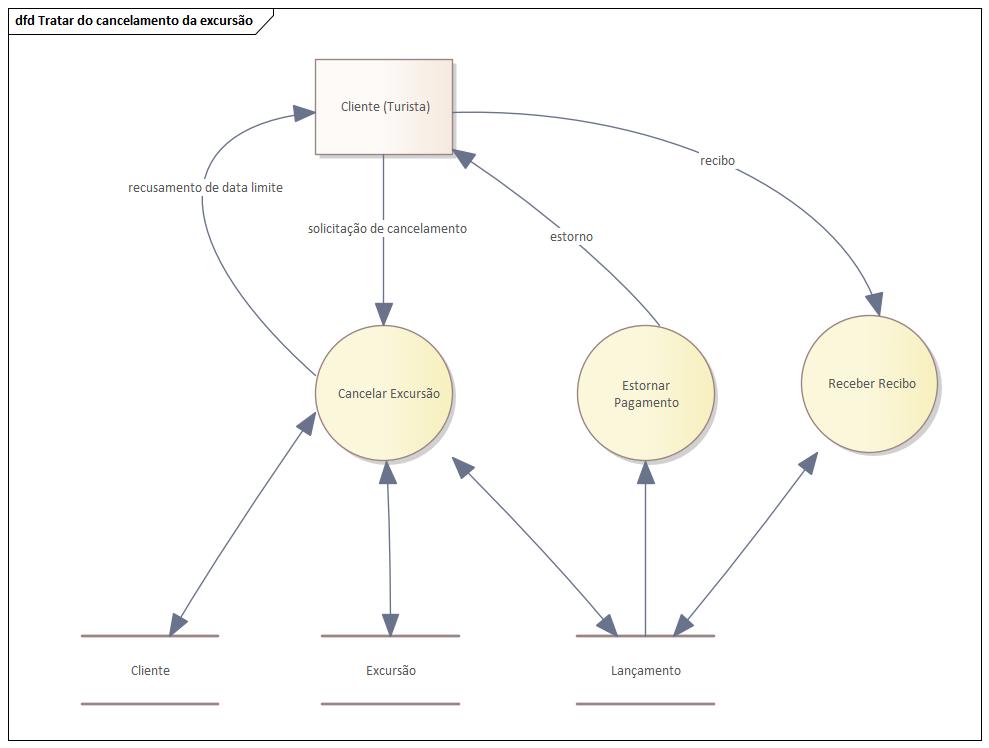 dfd Tratar do cancelamento da excursão
Cliente (Turista)
recibo
recusamento de data limite
solicitação de cancelamento
estorno
Cancelar Excursão
Estornar
Pagamento
Receber Recibo
Cliente
Excursão
Lançamento